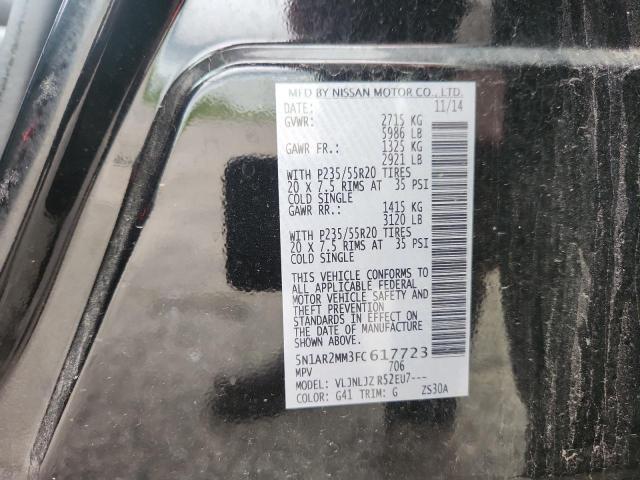 MFD BY NISSAN MOTOR CO., LTD.
DATE: 11/14
GVWR: 2715 KG
5986 LB
GAWR FR.: 1325 KG
2921 LB
WITH P235/55R20 TIRES
20 X 7.5 RIMS AT 35 PSI
COLD SINGLE
GAWR RR.: 1415 KG
3120 LB
WITH P235/55R20 TIRES
20 X 7.5 RIMS AT 35 PSI
COLD SINGLE
THIS VEHICLE CONFORMS TO
ALL APPLICABLE FEDERAL
MOTOR VEHICLE SAFETY AND
THEFT PREVENTION
STANDARDS IN EFFECT ON
THE DATE OF MANUFACTURE
SHOWN ABOVE.
5N1AR2MM3FC617723
MPV 706
MODEL: VLJNLJZ R52EU7---
COLOR: G41 TRIM: G ZS30A